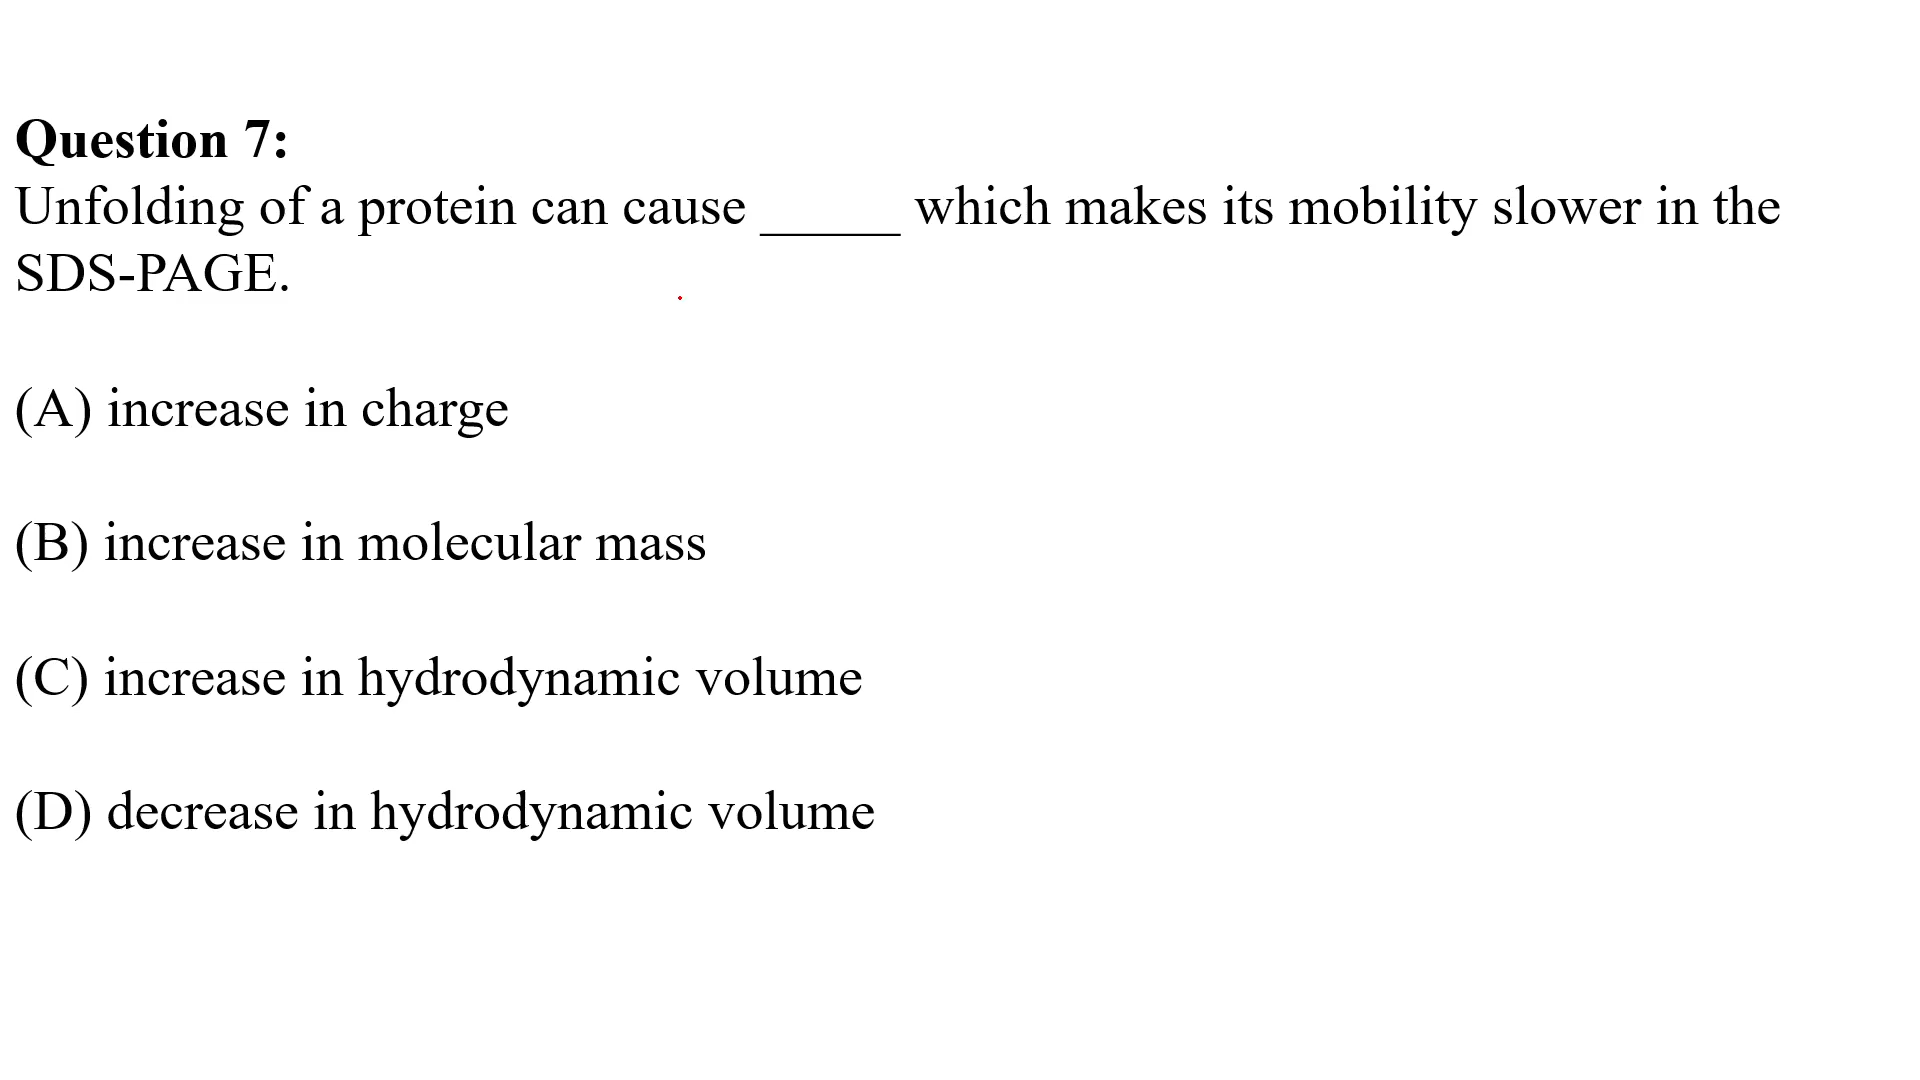 Question 7:
Unfolding of a protein can cause _____ which makes its mobility slower in the
SDS-PAGE.
(A) increase in charge
(B) increase in molecular mass
(C) increase in hydrodynamic volume
(D) decrease in hydrodynamic volume